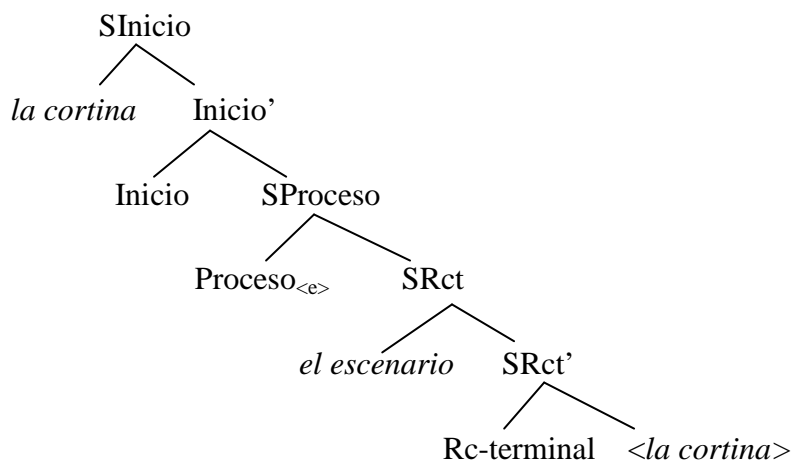 SInicio
la cortina Inicio’
Inicio SProceso
Proceso<e> SRct
el escenario SRct’
Rc-terminal <la cortina>